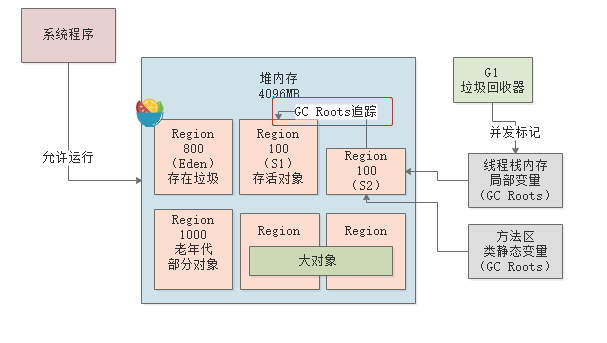 系统程序
允许运行
堆内存
4096MB
GC Roots追踪
Region
800
（Eden）
存在垃圾
Region
100
（S1）
存活对象
Region
100
（S2）
Region
1000
老年代
部分对象
Region
Region
大对象
G1
垃圾回收器
并发标记
线程栈内存
局部变量
（GC Roots）
方法区
类静态变量
（GC Roots）